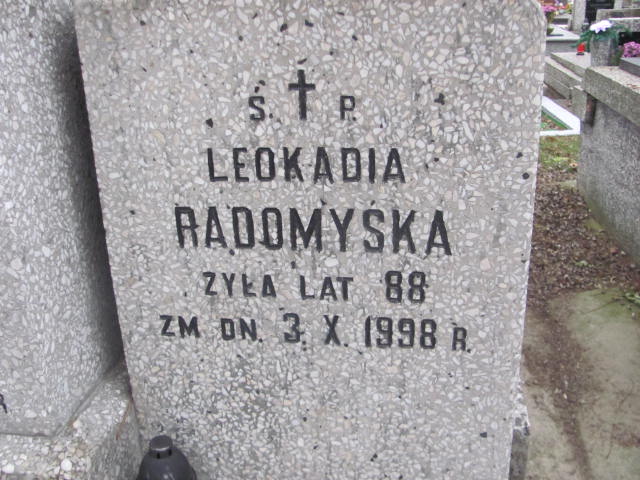 Ś. P.
LEOKADIA
RADOMYSKA
ŻYŁA LAT 88
ZM DN. 3. X. 1998 R.